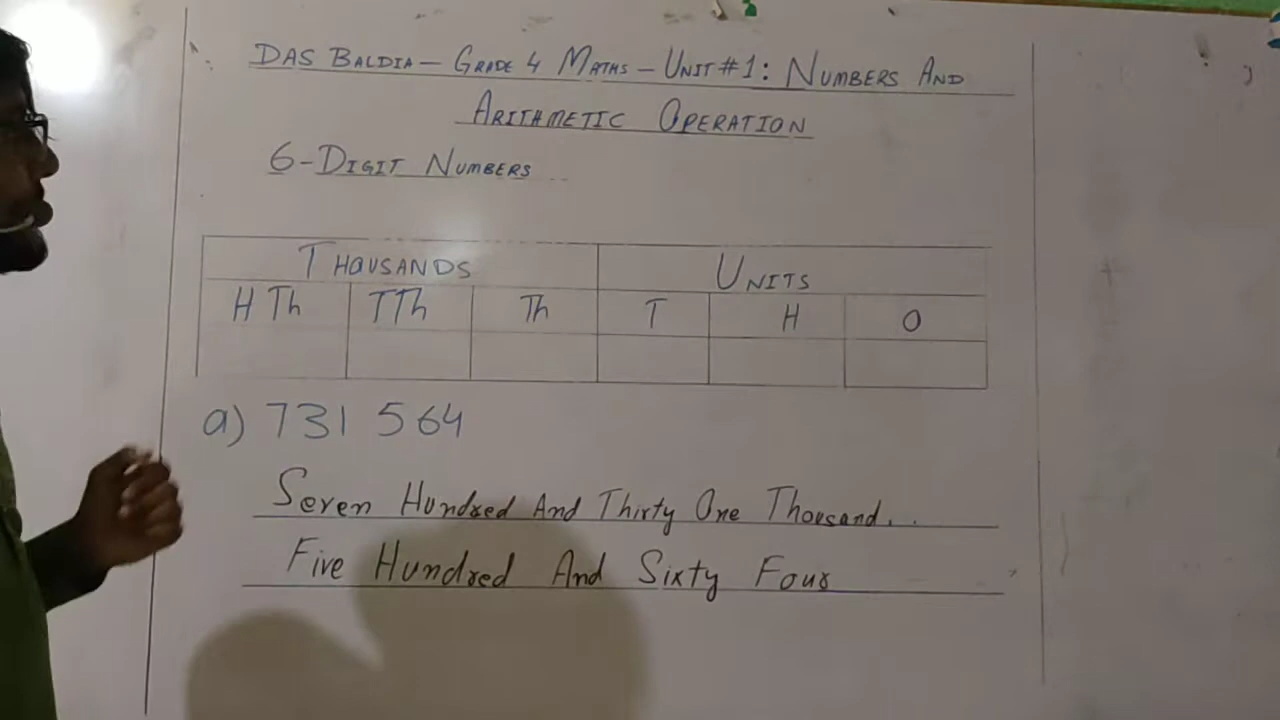 DAS BALDIA - GRADE 4 MATHS - UNIT #1: NUMBERS AND
ARITHMETIC OPERATION
6-DIGIT NUMBERS
THOUSANDS UNITS
H Th TTh Th T H O
a) 731 564
Seven Hundred And Thirty One Thousand..
Five Hundred And Sixty Four